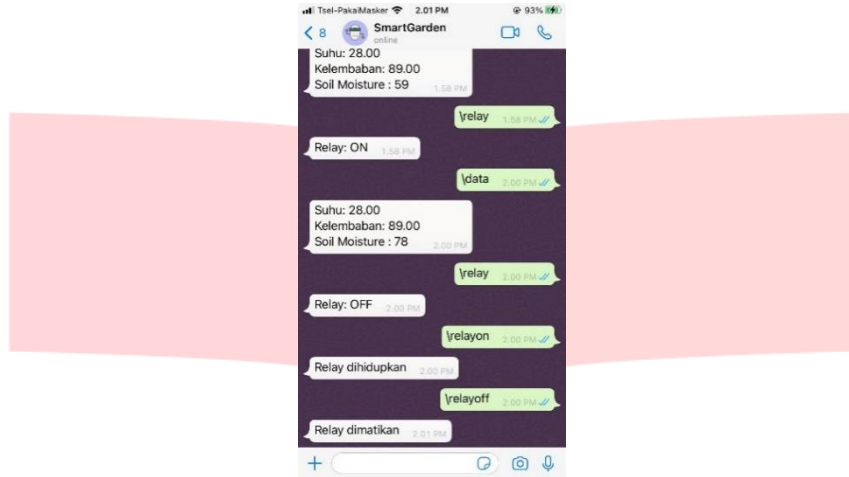 Tsel-PakaiMasker 2.01 PM 93%
8 SmartGarden
online
Suhu: 28.00
Kelembaban: 89.00
Soil Moisture : 59 1.58 PM
\relay 1.58 PM
Relay: ON 1.58 PM
\data 2.00 PM
Suhu: 28.00
Kelembaban: 89.00
Soil Moisture : 78 2.00 PM
\relay 2.00 PM
Relay: OFF 2.00 PM
\relayon 2.00 PM
Relay dihidupkan 2.00 PM
\relayoff 2.00 PM
Relay dimatikan 2.01 PM